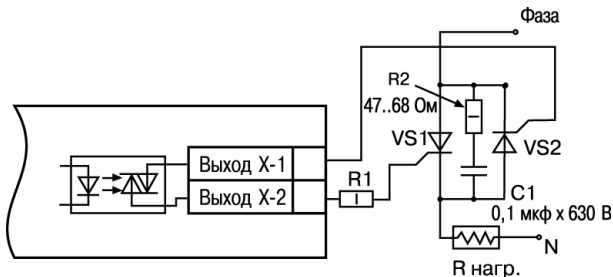 Фаза
R2
47..68 Ом
VS1
VS2
Выход X-1
Выход X-2
R1
C1
0,1 мкф x 630 В
N
R нагр.